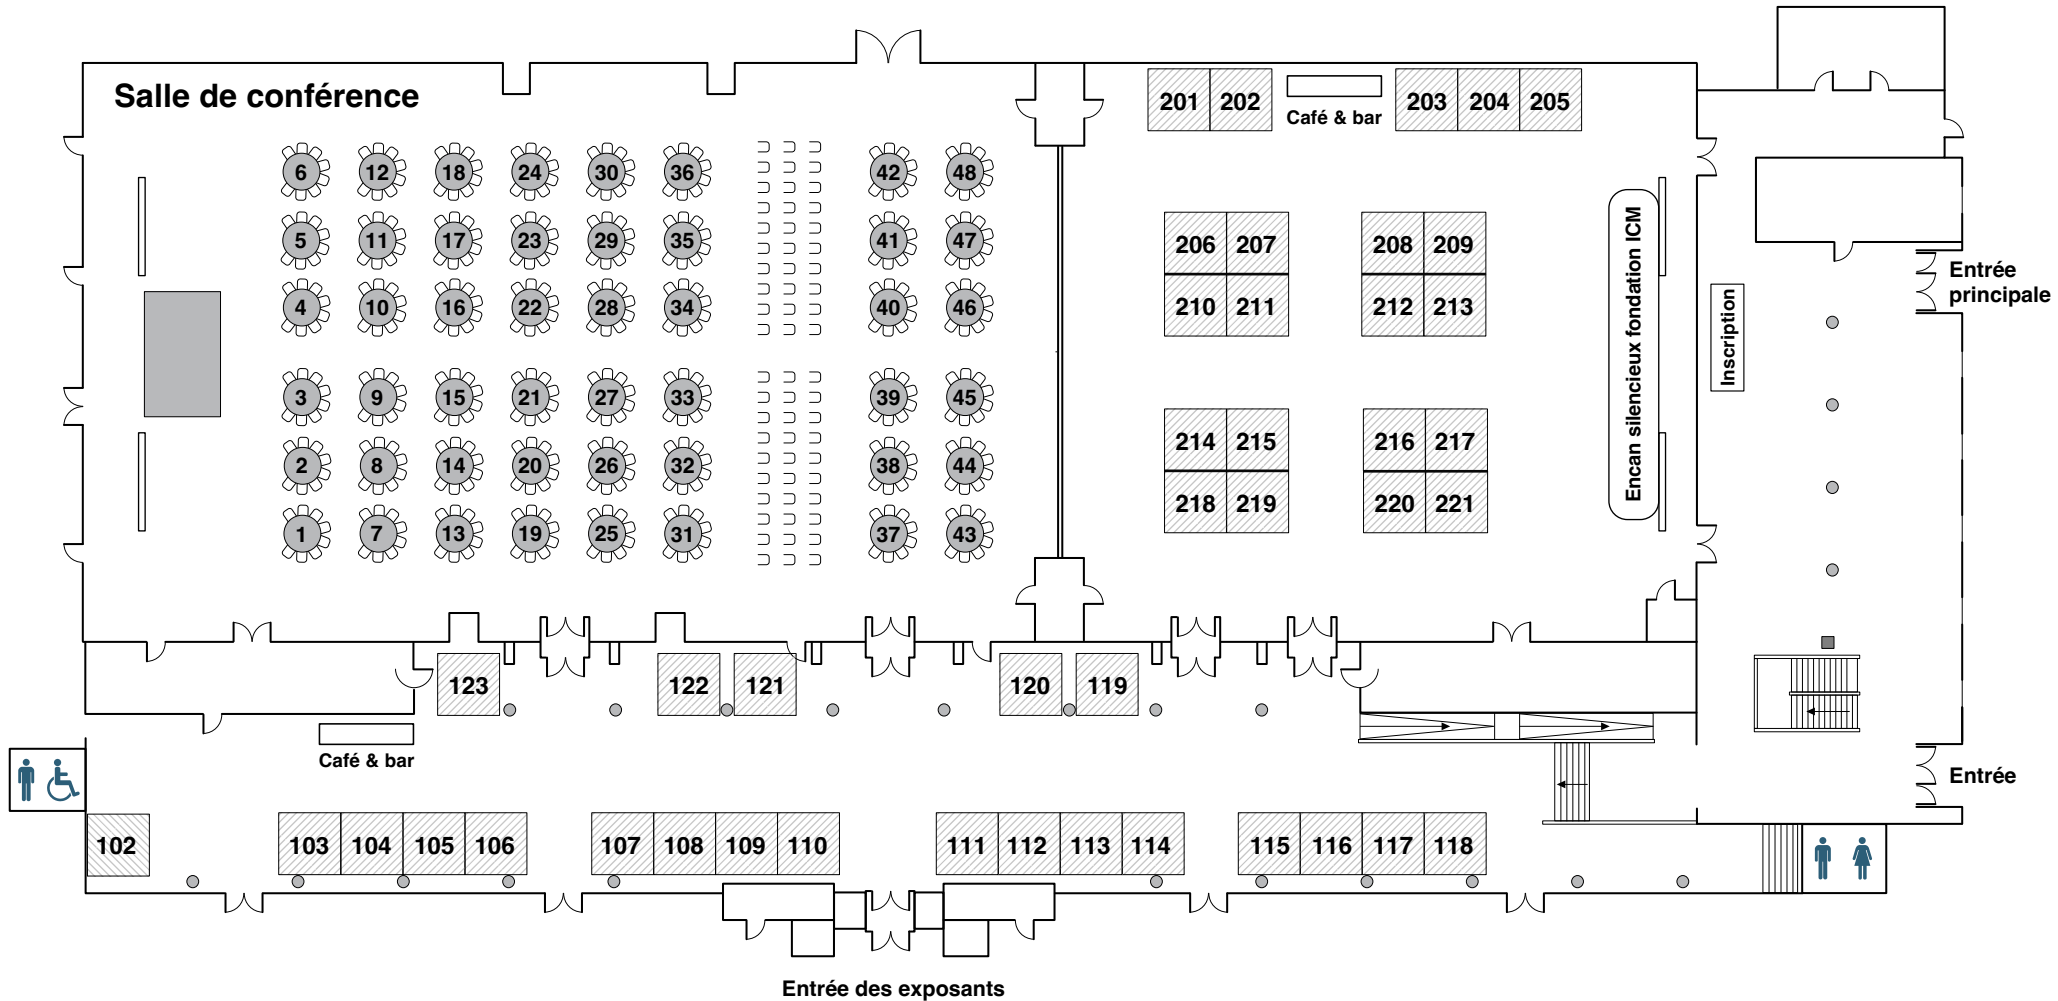 Salle de conférence
201 202 Café & bar 203 204 205
6 12 18 24 30 36 42 48
5 11 17 23 29 35 41 47
4 10 16 22 28 34 40 46
3 9 15 21 27 33 39 45
2 8 14 20 26 32 38 44
1 7 13 19 25 31 37 43
206 207 208 209
210 211 212 213
214 215 216 217
218 219 220 221
Encan silencieux fondation ICM
Inscription
Entrée
principale
123 122 121 120 119
Café & bar
Entrée
102 103 104 105 106 107 108 109 110 111 112 113 114 115 116 117 118
Entrée des exposants